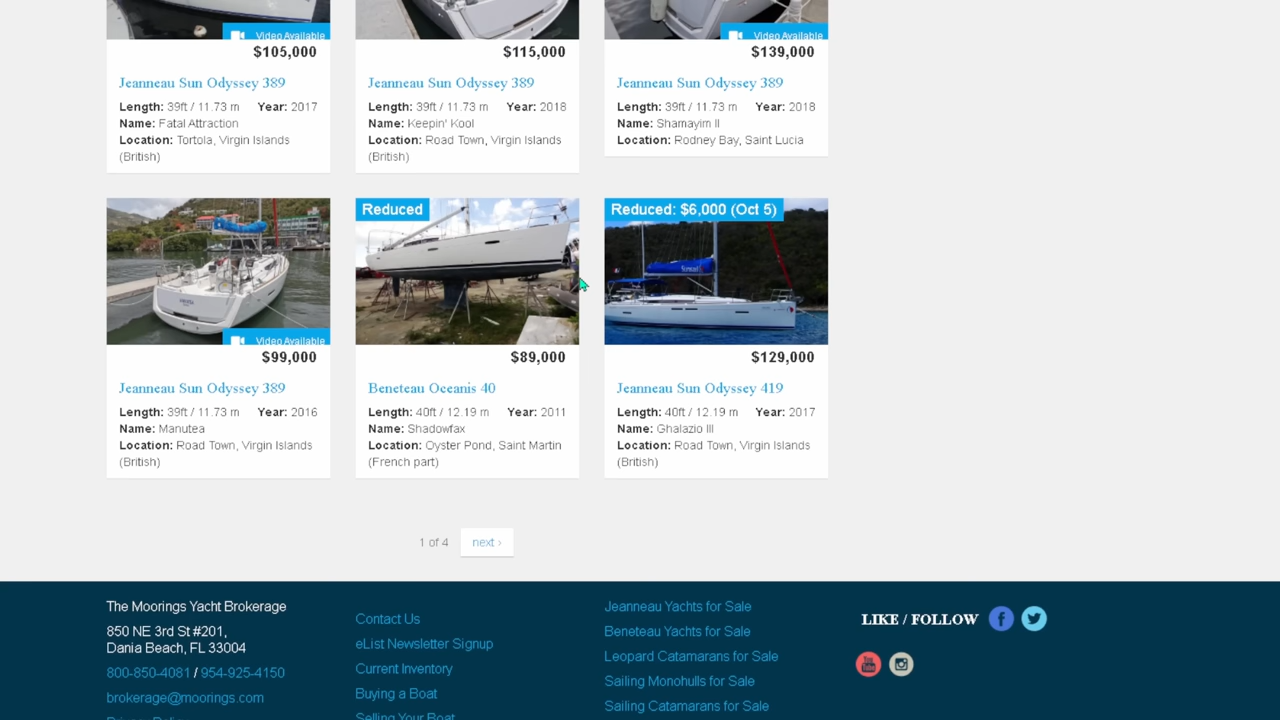 Video Available
Video Available
$105,000
$115,000
$139,000
Jeanneau Sun Odyssey 389
Jeanneau Sun Odyssey 389
Jeanneau Sun Odyssey 389
Length: 39ft / 11.73 m Year: 2017
Length: 39ft / 11.73 m Year: 2018
Length: 39ft / 11.73 m Year: 2018
Name: Fatal Attraction
Name: Keepin' Kool
Name: Shamayim II
Location: Tortola, Virgin Islands
(British)
Location: Road Town, Virgin Islands
(British)
Location: Rodney Bay, Saint Lucia
Reduced
Reduced: $6,000 (Oct 5)
Video Available
$99,000
$89,000
$129,000
Jeanneau Sun Odyssey 389
Beneteau Oceanis 40
Jeanneau Sun Odyssey 419
Length: 39ft / 11.73 m Year: 2016
Length: 40ft / 12.19 m Year: 2011
Length: 40ft / 12.19 m Year: 2017
Name: Manutea
Name: Shadowfax
Name: Ghalazio III
Location: Road Town, Virgin Islands
(British)
Location: Oyster Pond, Saint Martin
(French part)
Location: Road Town, Virgin Islands
(British)
1 of 4 next ›
The Moorings Yacht Brokerage
850 NE 3rd St #201,
Dania Beach, FL 33004
800-850-4081 / 954-925-4150
brokerage@moorings.com
Privacy Policy
Contact Us
eList Newsletter Signup
Current Inventory
Buying a Boat
Selling Your Boat
Jeanneau Yachts for Sale
Beneteau Yachts for Sale
Leopard Catamarans for Sale
Sailing Monohulls for Sale
Sailing Catamarans for Sale
LIKE / FOLLOW
You
Tube